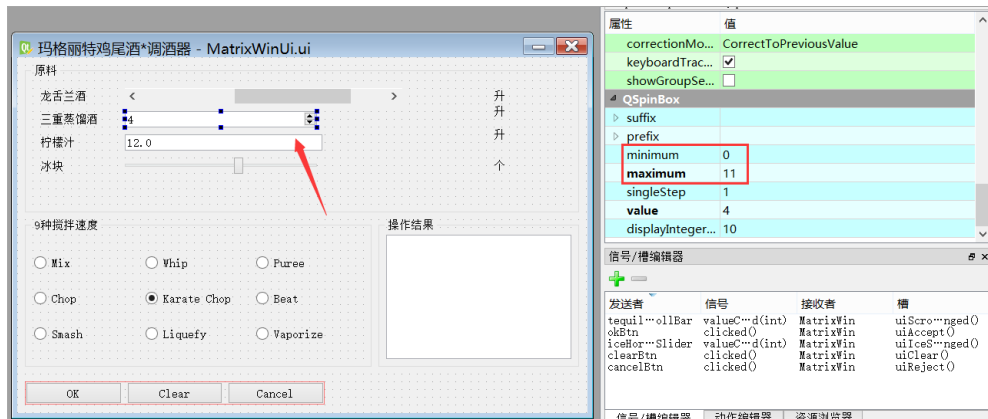 玛格丽特鸡尾酒*调酒器 - MatrixWinUi.ui
原料
龙舌兰酒 升
三重蒸馏酒 4 升
柠檬汁 12.0 升
冰块 个
9种搅拌速度
Mix Whip Puree
Chop Karate Chop Beat
Smash Liquefy Vaporize
操作结果
OK Clear Cancel
属性 值
correctionMo... CorrectToPreviousValue
keyboardTrac...
showGroupSe...
QSpinBox
suffix
prefix
minimum 0
maximum 11
singleStep 1
value 4
displayInteger... 10
信号/槽编辑器
发送者 信号 接收者 槽
tequil⋯ollBar valueC⋯d(int) MatrixWin uiScro⋯nged()
okBtn clicked() MatrixWin uiAccept()
iceHor⋯Slider valueC⋯d(int) MatrixWin uiIceS⋯nged()
clearBtn clicked() MatrixWin uiClear()
cancelBtn clicked() MatrixWin uiReject()
信号/槽编辑器 动作编辑器 资源浏览器